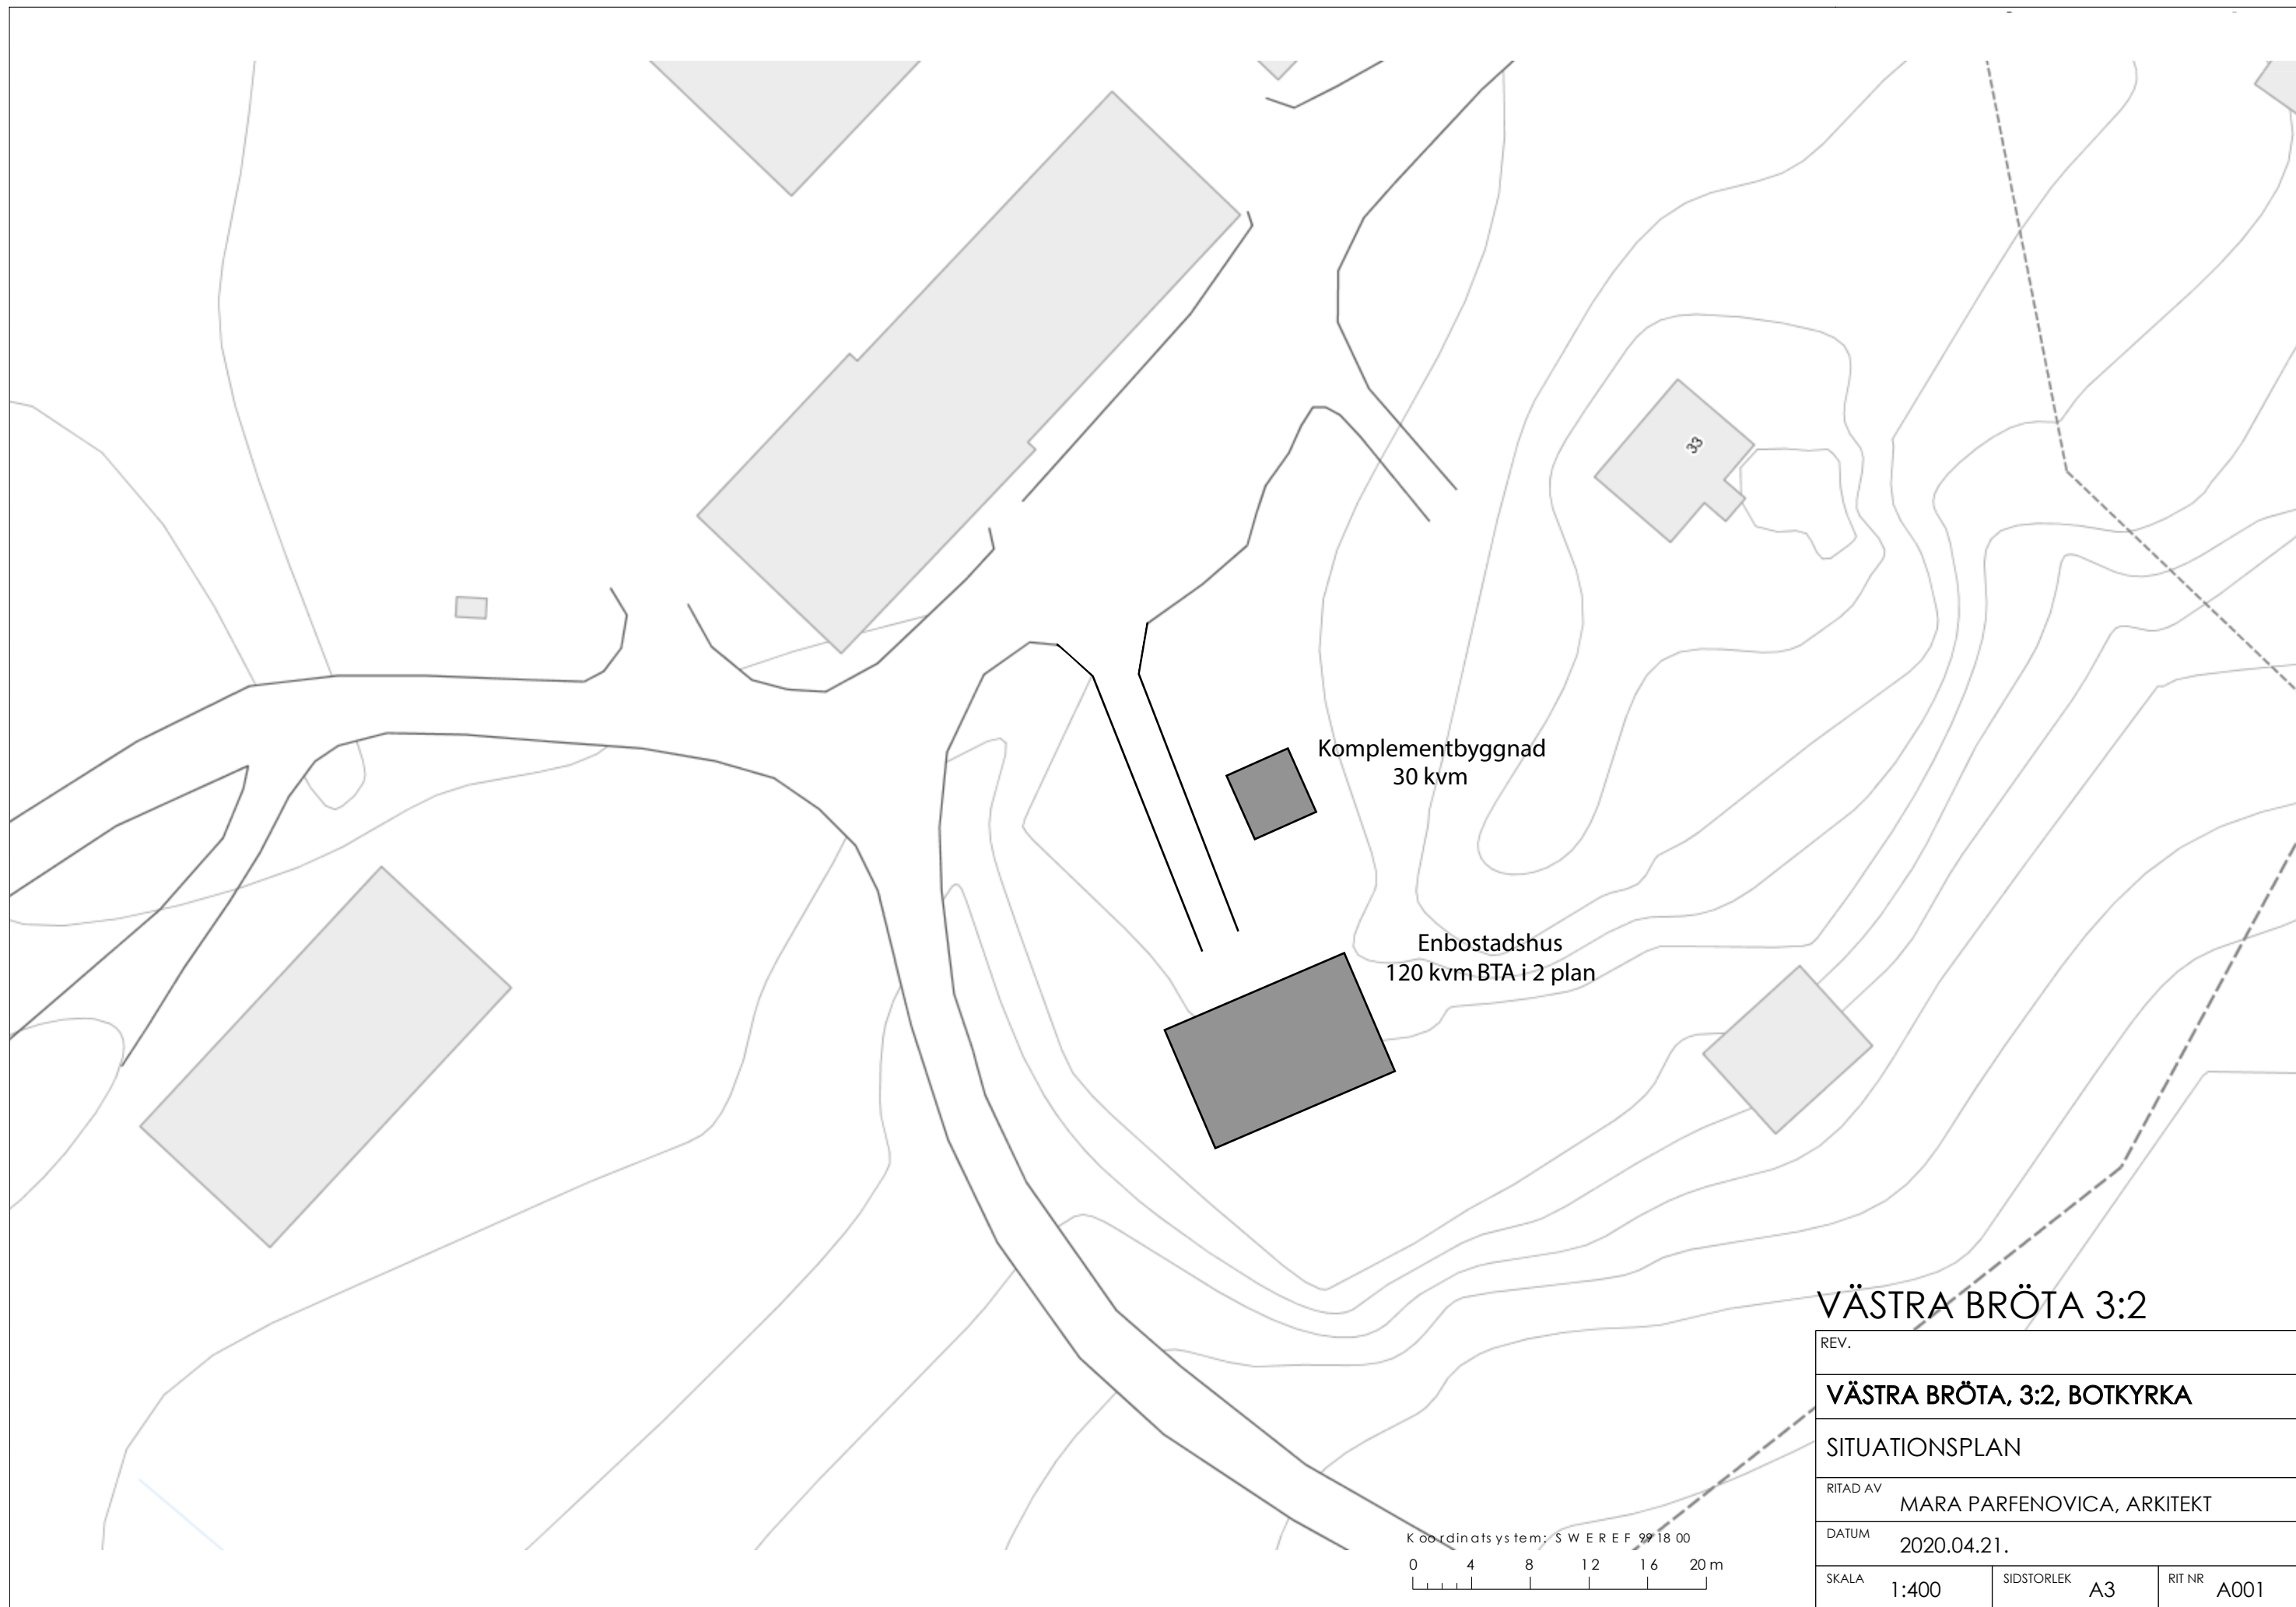 33
Komplementbyggnad
30 kvm
Enbostadshus
120 kvm BTA i 2 plan
VÄSTRA BRÖTA 3:2
REV.
VÄSTRA BRÖTA, 3:2, BOTKYRKA
SITUATIONSPLAN
RITAD AV MARA PARFENOVICA, ARKITEKT
DATUM 2020.04.21.
SKALA 1:400 SIDSTORLEK A3 RIT NR A001
Koordinatsystem: SWEREF 99 18 00
0 4 8 12 16 20 m